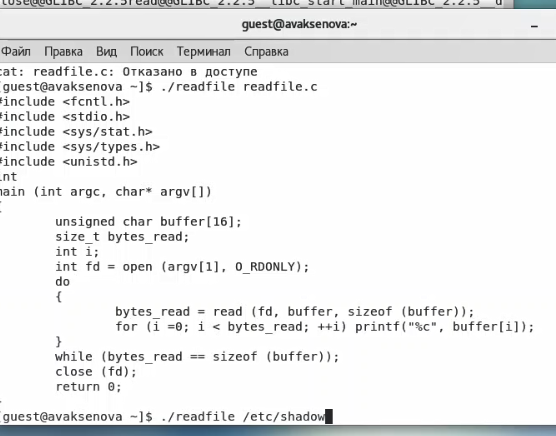 lose@@GLIBC_2.2.5read@@GLIBC_2.2.5__libc_start_main@@GLIBC_2.2.5__d
guest@avaksenova:~
Файл Правка Вид Поиск Терминал Справка
cat: readfile.c: Отказано в доступе
[guest@avaksenova ~]$ ./readfile readfile.c
#include <fcntl.h>
#include <stdio.h>
#include <sys/stat.h>
#include <sys/types.h>
#include <unistd.h>
int
main (int argc, char* argv[])
{
unsigned char buffer[16];
size_t bytes_read;
int i;
int fd = open (argv[1], O_RDONLY);
do
{
bytes_read = read (fd, buffer, sizeof (buffer));
for (i =0; i < bytes_read; ++i) printf("%c", buffer[i]);
}
while (bytes_read == sizeof (buffer));
close (fd);
return 0;
}
[guest@avaksenova ~]$ ./readfile /etc/shadow